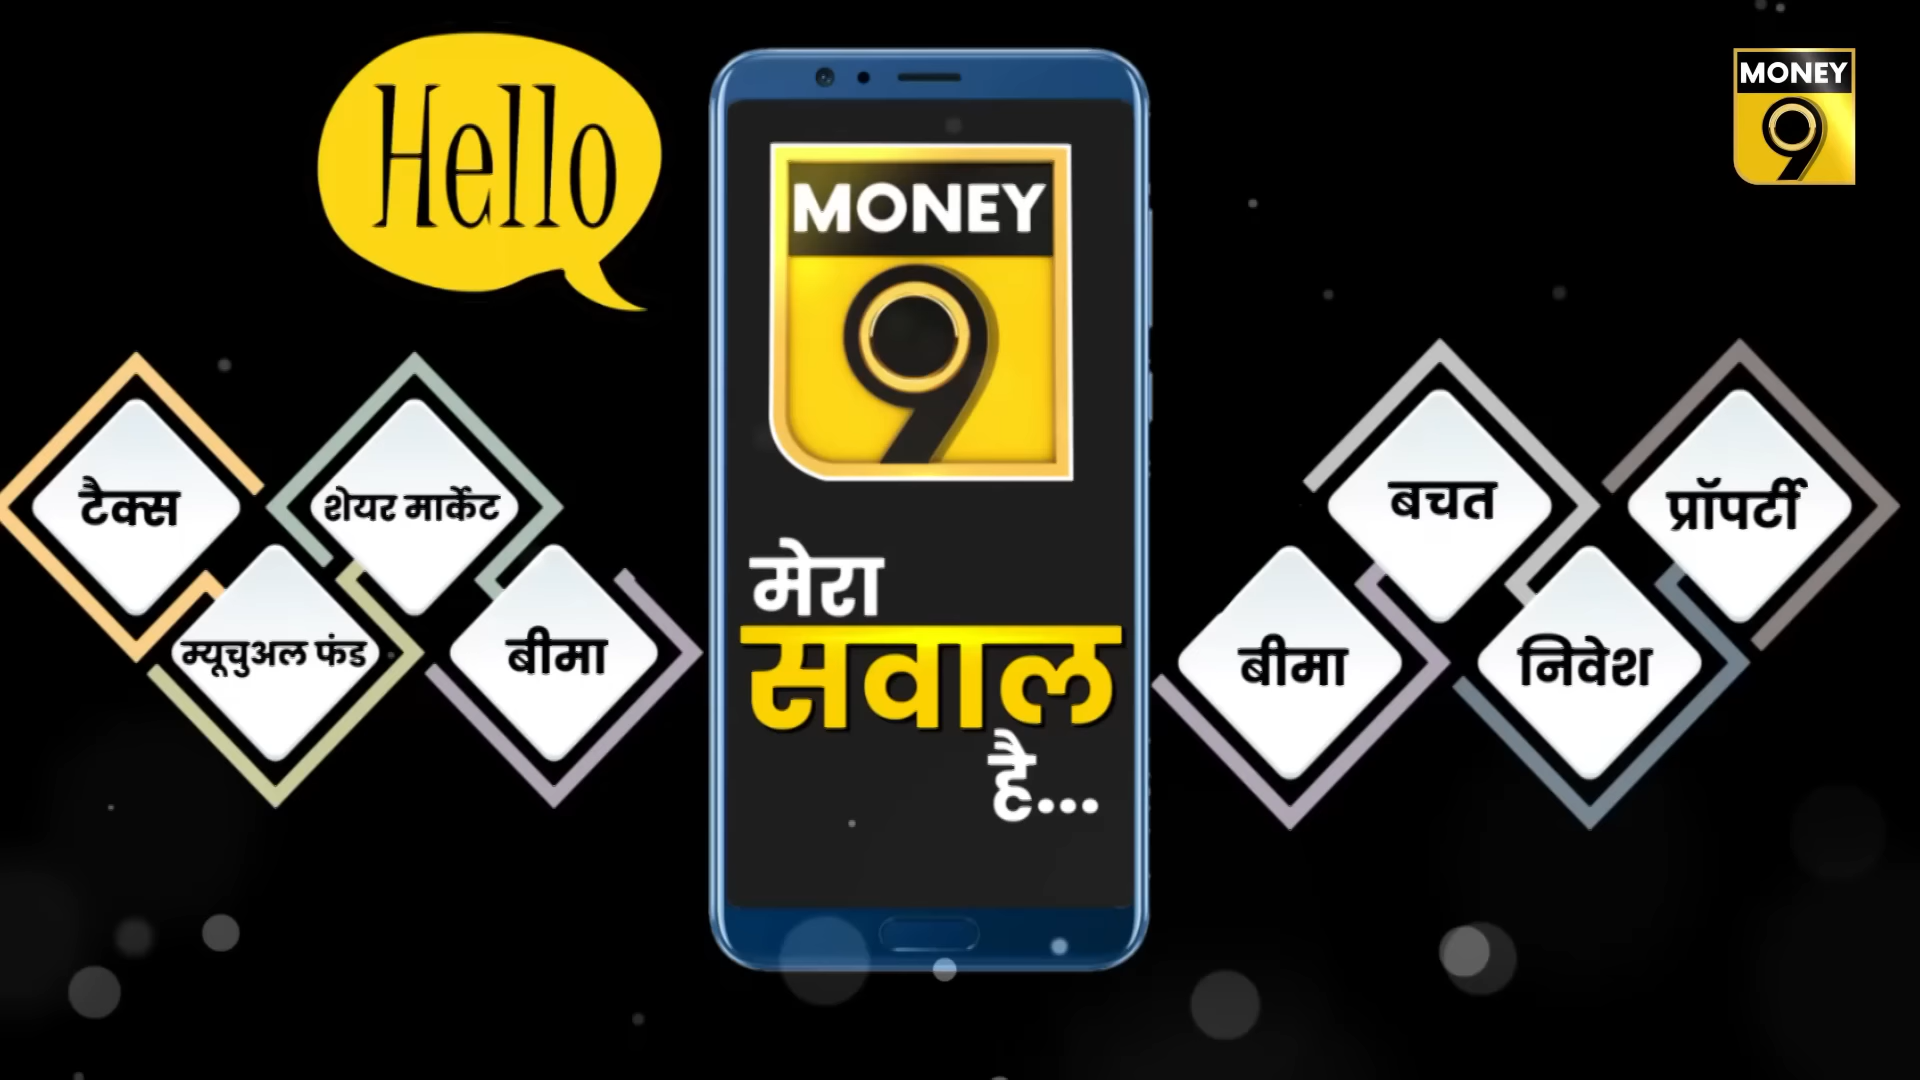 Hello
MONEY
9
टैक्स
शेयर मार्केट
म्यूचुअल फंड
बीमा
MONEY
9
मेरा
सवाल
है...
बचत
प्रॉपर्टी
बीमा
निवेश